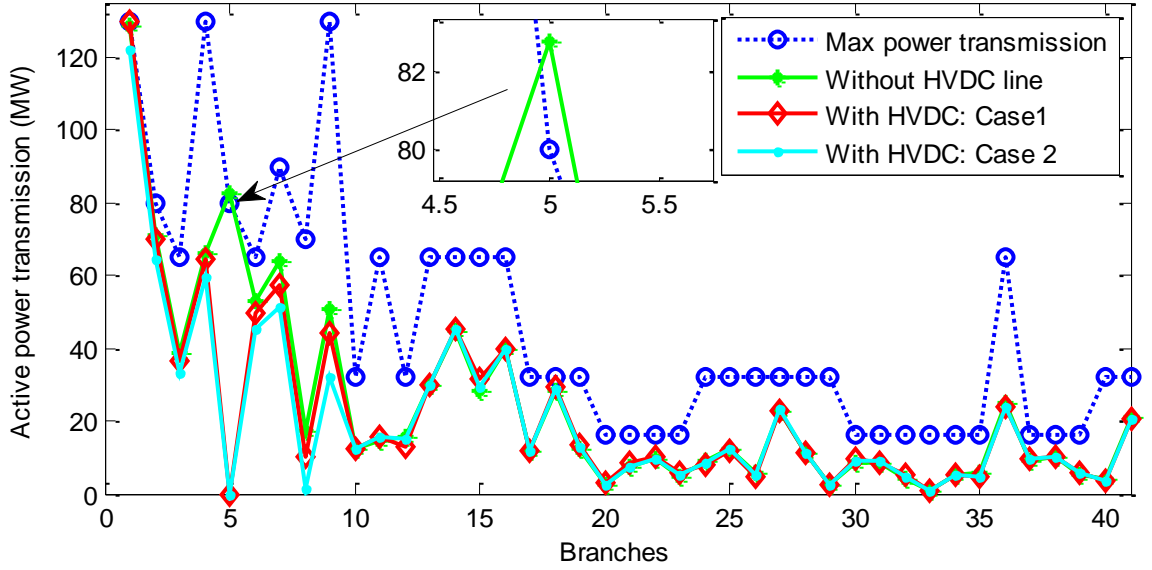 Active power transmission (MW)
120
100
80
60
40
20
0
82
80
4.5 5 5.5
Max power transmission
Without HVDC line
With HVDC: Case1
With HVDC: Case 2
0 5 10 15 20 25 30 35 40
Branches